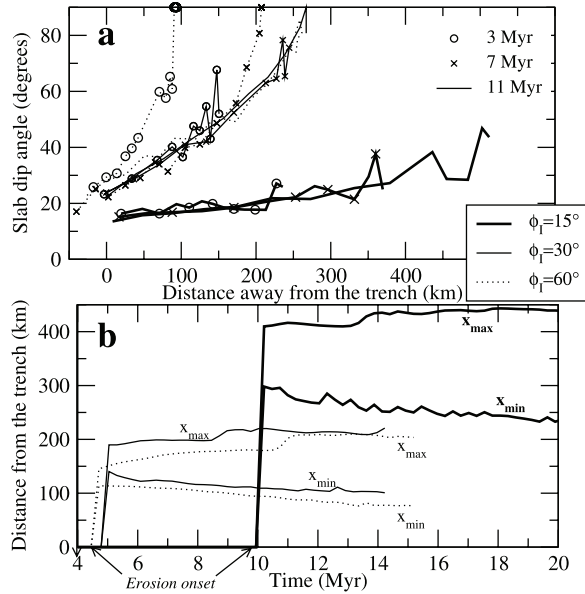 a
80
60
40
20
0
Slab dip angle (degrees)
3 Myr
7 Myr
11 Myr
0 100 200 300 400
Distance away from the trench (km)
ϕI=15°
ϕI=30°
ϕI=60°
b
400
300
200
100
0
Distance from the trench (km)
xmax
xmin
xmax
xmax
xmin
xmin
4 6 8 10 12 14 16 18 20
Erosion onset
Time (Myr)